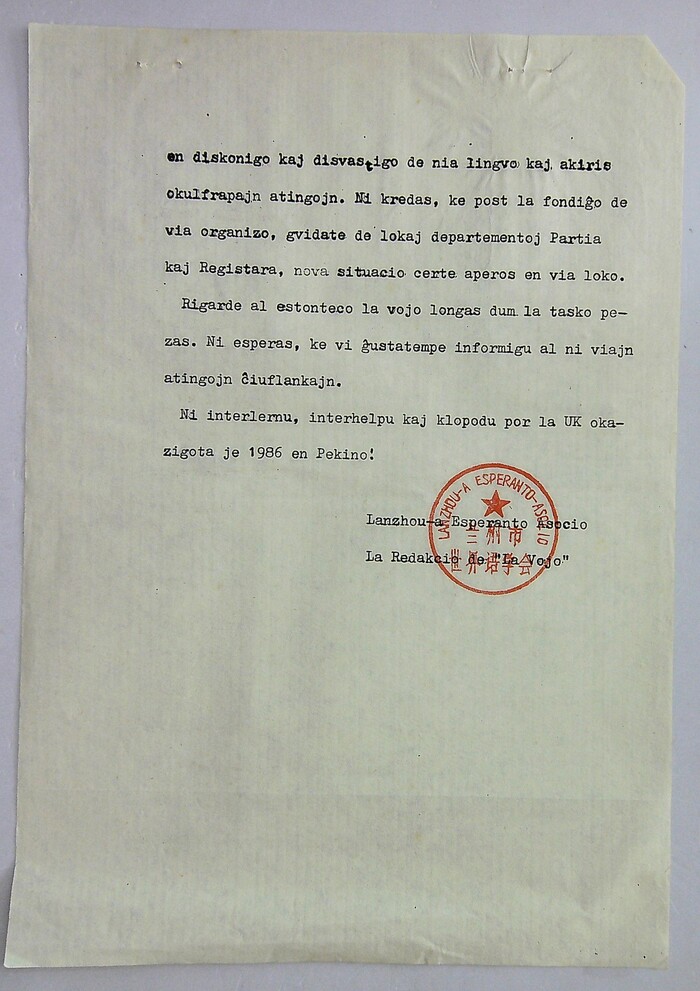 en diskonigo kaj disvastigo de nia lingvo kaj akiris
okulfrapajn atingojn. Ni kredas, ke post la fondiĝo de
via organizo, gvidate de lokaj departementoj Partia
kaj Registara, nova situacio certe aperos en via loko.
Rigarde al estonteco la vojo longas dum la tasko pe-
zas. Ni esperas, ke vi ĝustatempe informigu al ni viajn
atingojn ĉiuflankajn.
Ni interlernu, interhelpu kaj klopodu por la UK oka-
zigota je 1986 en Pekino!
LANZHOU-A ESPERANTO-ASOCIO
Lanzhou-a Esperanto Asocio
兰州市
La Redakcio de "La Vojo"
世界语学会